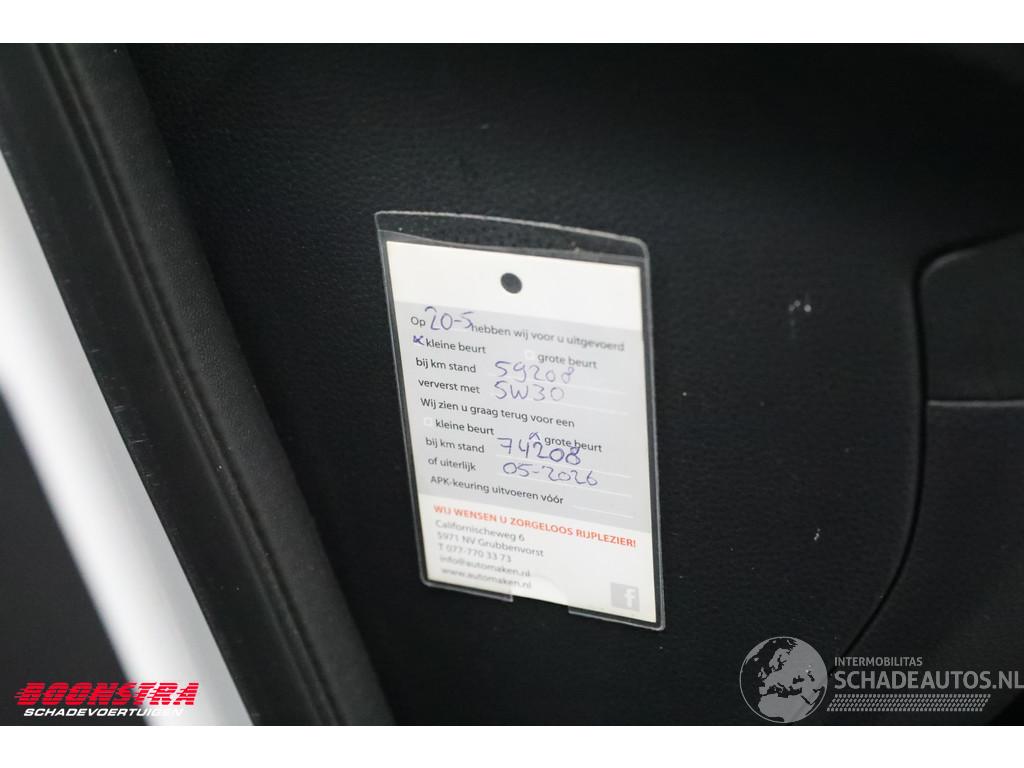 Op 20-5 hebben wij voor u uitgevoerd
kleine beurt grote beurt
bij km stand 59208
ververst met 5W30
Wij zien u graag terug voor een
kleine beurt grote beurt
bij km stand 74208
of uiterlijk 05-2026
APK-keuring uitvoeren vóór
WIJ WENSEN U ZORGELOOS RIJPLEZIER!
Californischeweg 6
5971 NV Grubbenvorst
T 077-770 33 73
info@automaken.nl
www.automaken.nl
f
BOONSTRA
SCHADEVOERTUIGEN
INTERMOBILITAS
SCHADEAUTOS.NL